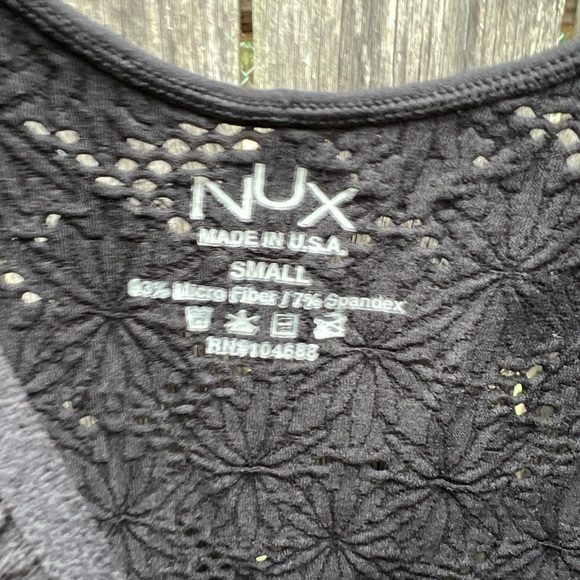 NUX
MADE IN U.S.A.
SMALL
93% Micro Fiber / 7% Spandex
RN#104688